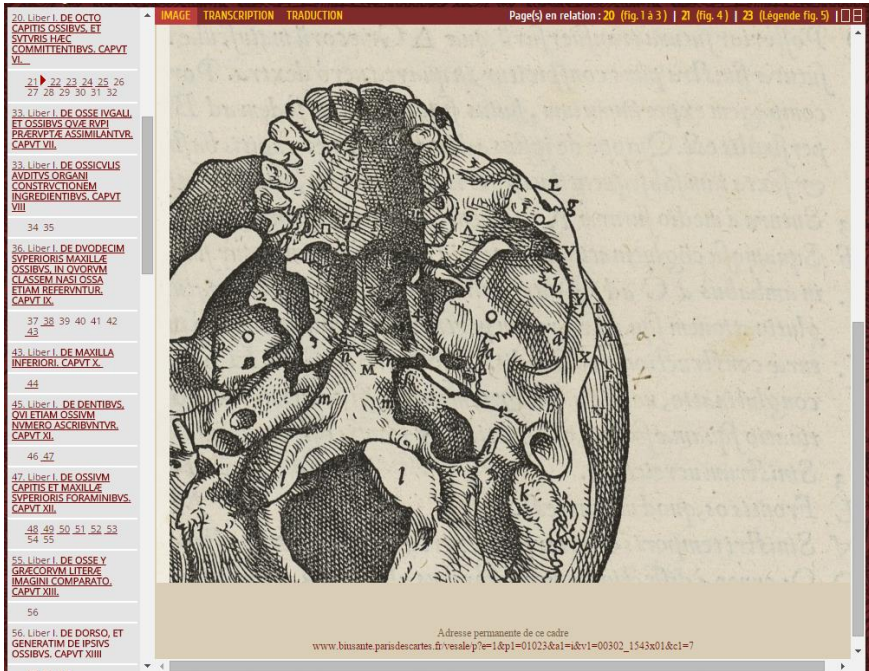 20. Liber I. DE OCTO
CAPITIS OSSIBVS, ET
SVTVRIS HÆC
COMMITTENTIBVS. CAPVT
VI.
21 22 23 24 25 26
27 28 29 30 31 32
33. Liber I. DE OSSE IVGALI,
ET OSSIBVS QVÆ RVPI
PRÆRVPTÆ ASSIMILANTVR.
CAPVT VII.
33. Liber I. DE OSSICVLIS
AVDITVS ORGANI
CONSTRVCTIONEM
INGREDIENTIBVS. CAPVT
VIII
34 35
36. Liber I. DE DVODECIM
SVPERIORIS MAXILLÆ
OSSIBVS, IN QVORVM
CLASSEM NASI OSSA
ETIAM REFERVNTVR.
CAPVT IX.
37 38 39 40 41 42
43
43. Liber I. DE MAXILLA
INFERIORI. CAPVT X.
44
45. Liber I. DE DENTIBVS,
QVI ETIAM OSSIVM
NVMERO ASCRIBVNTVR.
CAPVT XI.
46 47
47. Liber I. DE OSSIVM
CAPITIS ET MAXILLÆ
SVPERIORIS FORAMINIBVS.
CAPVT XII.
48 49 50 51 52 53
54 55
55. Liber I. DE OSSE Y
GRÆCORVM LITERÆ
IMAGINI COMPARATO.
CAPVT XIII.
56
56. Liber I. DE DORSO, ET
GENERATIM DE IPSIVS
OSSIBVS. CAPVT XIIII
IMAGE TRANSCRIPTION TRADUCTION
Page(s) en relation : 20 (fig. 1 à 3 ) | 21 (fig. 4 ) | 23 (Légende fig. 5) |
L
g
S
V
Y
O
O
X
M
N
l
l
k
Adresse permanente de ce cadre
www.biusante.parisdescartes.fr/vesale/p?e=1&p1=01023&a1=i&v1=00302_1543x01&c1=7